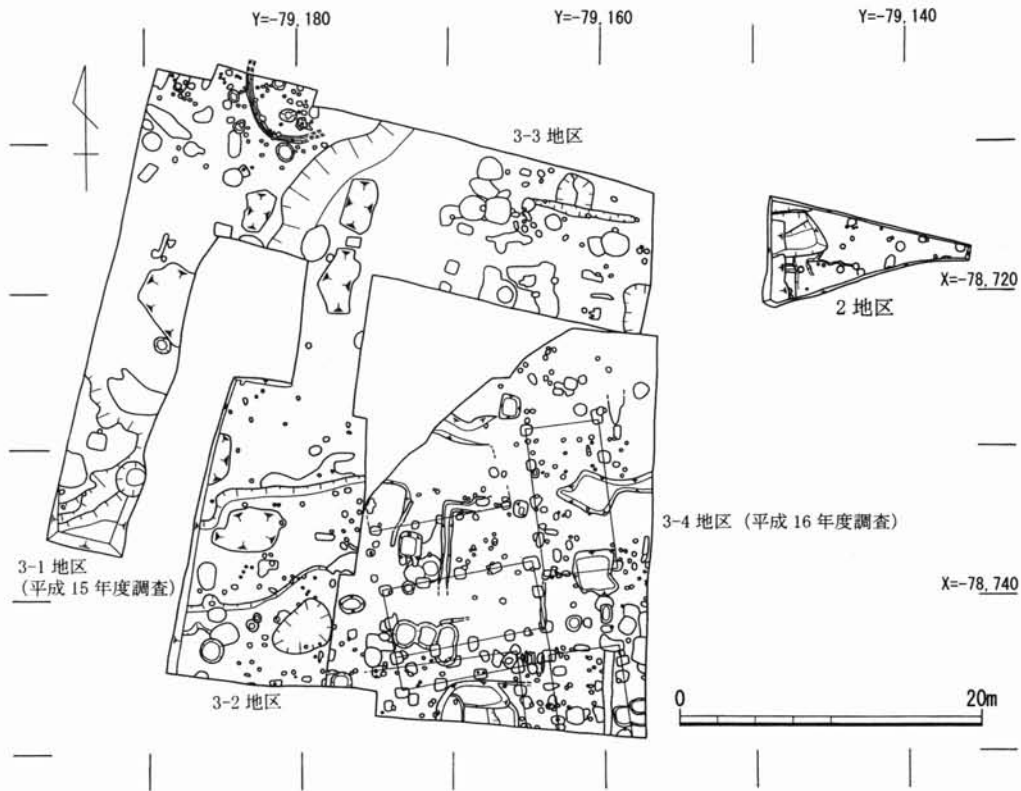 Y=-79,180
Y=-79,160
Y=-79,140
3-3 地区
X=-78,720
2 地区
3-4 地区（平成 16 年度調査）
3-1 地区
（平成 15 年度調査）
X=-78,740
3-2 地区
0
20m